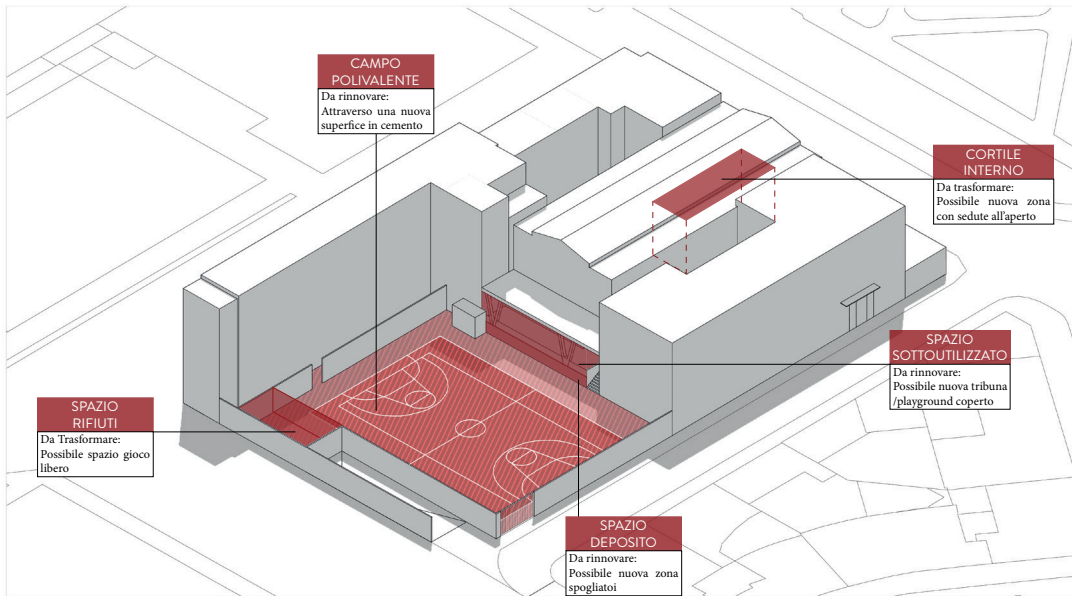 CAMPO
POLIVALENTE
Da rinnovare:
Attraverso una nuova
superfice in cemento
CORTILE
INTERNO
Da trasformare:
Possibile nuova zona
con sedute all'aperto
SPAZIO
SOTTOUTILIZZATO
Da rinnovare:
Possibile nuova tribuna
/playground coperto
SPAZIO
RIFIUTI
Da Trasformare:
Possibile spazio gioco
libero
SPAZIO
DEPOSITO
Da rinnovare:
Possibile nuova zona
spogliatoi